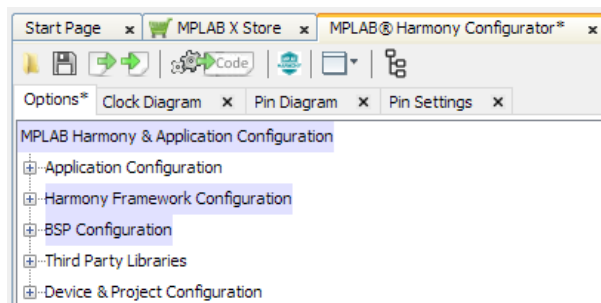 Start Page x MPLAB X Store x MPLAB® Harmony Configurator* x
Code
Options* Clock Diagram x Pin Diagram x Pin Settings x
MPLAB Harmony & Application Configuration
Application Configuration
Harmony Framework Configuration
BSP Configuration
Third Party Libraries
Device & Project Configuration